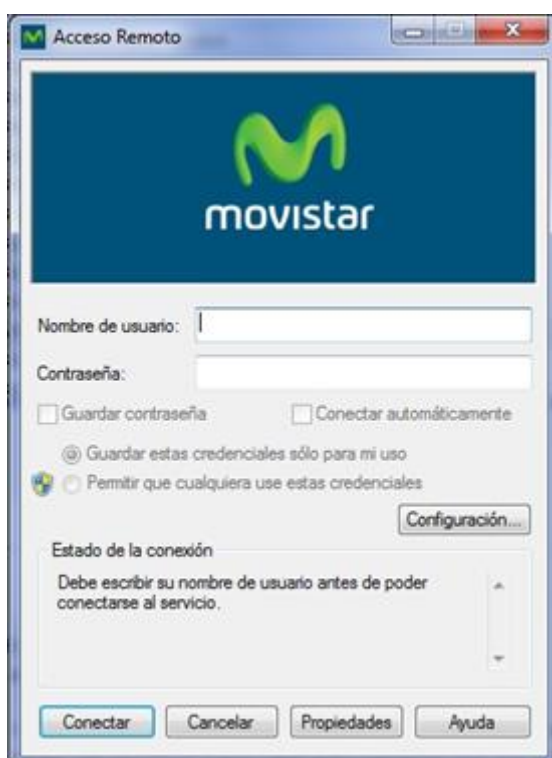 Acceso Remoto
movistar
Nombre de usuario:
Contraseña:
Guardar contraseña Conectar automáticamente
Guardar estas credenciales sólo para mi uso
Permitir que cualquiera use estas credenciales
Configuración...
Estado de la conexión
Debe escribir su nombre de usuario antes de poder
conectarse al servicio.
Conectar Cancelar Propiedades Ayuda